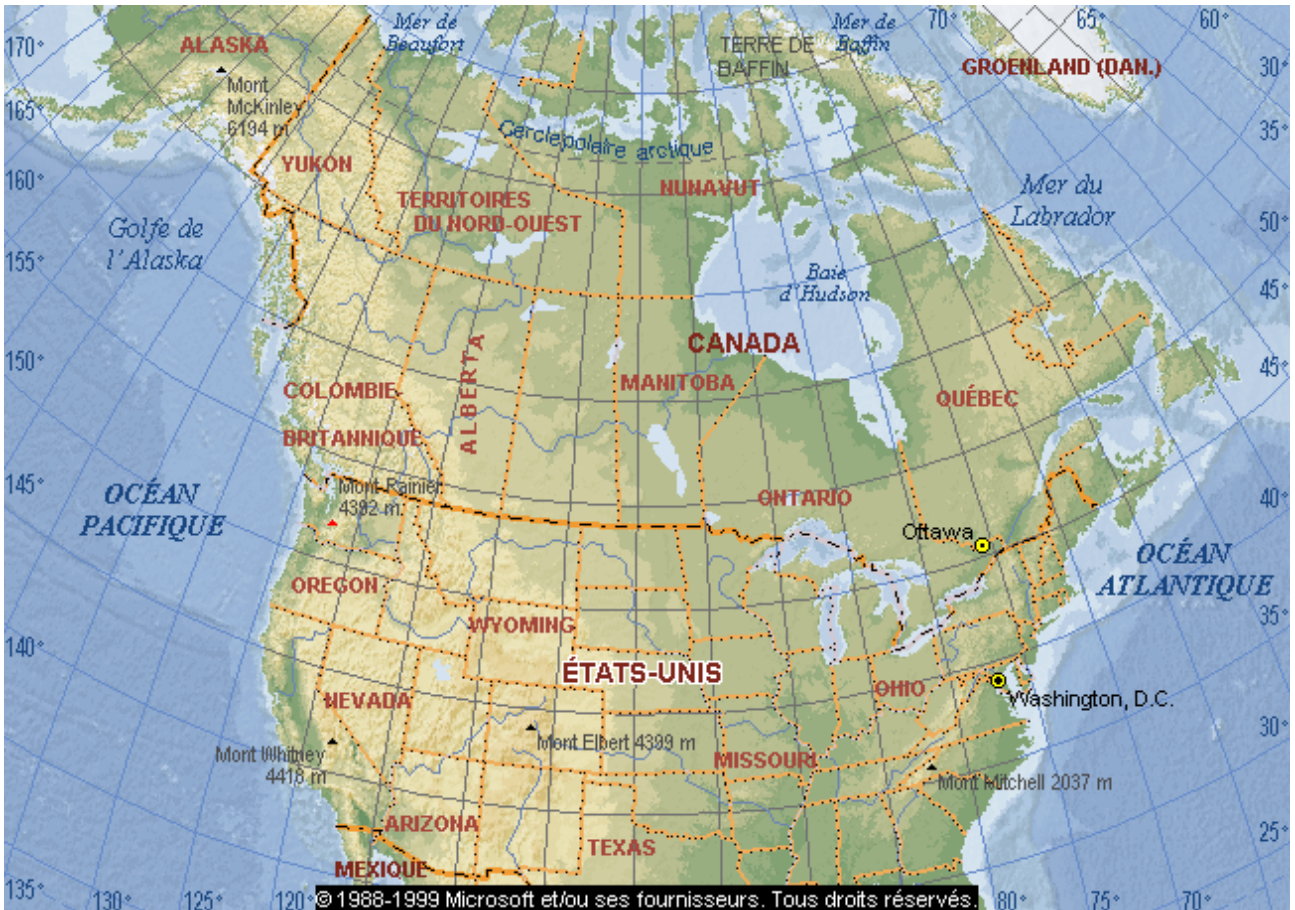 Mer de
Beaufort
Mer de
Baffin
70°
65°
60°
170°
ALASKA
TERRE DE
BAFFIN
GROENLAND (DAN.)
30°
Mont
McKinley
6194 m
165°
Cercle polaire arctique
35°
YUKON
160°
TERRITOIRES
DU NORD-OUEST
NUNAVUT
Mer du
Labrador
50°
Golfe de
l'Alaska
155°
Baie
d'Hudson
40°
45°
150°
CANADA
45°
COLOMBIE
BRITANNIQUE
ALBERTA
MANITOBA
QUÉBEC
145°
OCÉAN
PACIFIQUE
Mont Rainier
4392 m
ONTARIO
40°
Ottawa
OCÉAN
ATLANTIQUE
OREGON
35°
140°
WYOMING
ÉTATS-UNIS
NEVADA
OHIO
Washington, D.C.
30°
Mont Whitney
4418 m
Mont Elbert 4399 m
MISSOURI
Mont Mitchell 2037 m
ARIZONA
TEXAS
25°
MEXIQUE
135°
130°
120°
© 1988-1999 Microsoft et/ou ses fournisseurs. Tous droits réservés.
80°
75°
70°